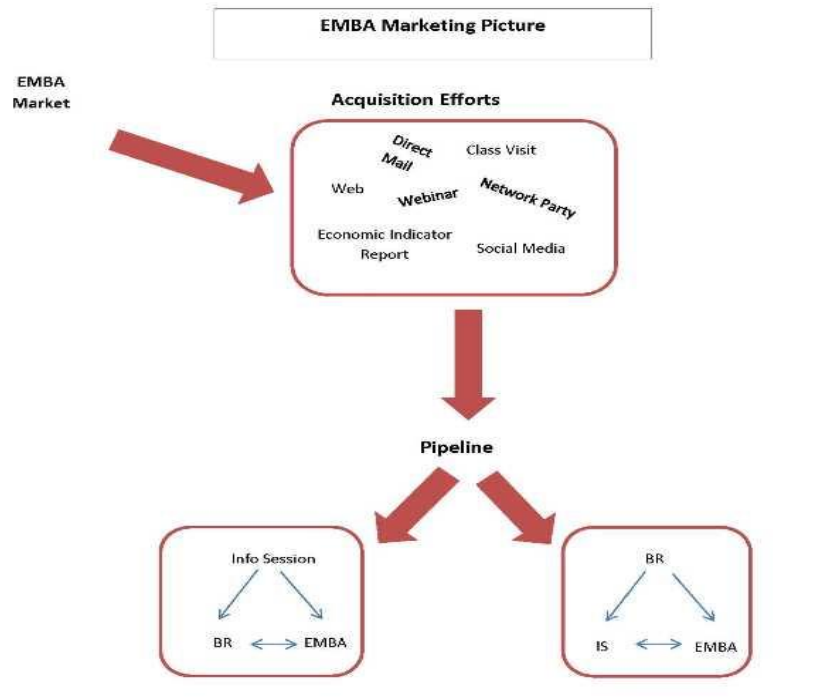 EMBA Marketing Picture
EMBA
Market
Acquisition Efforts
Direct
Mail
Class Visit
Web
Webinar
Network Party
Economic Indicator
Report
Social Media
Pipeline
Info Session
BR
EMBA
BR
IS
EMBA